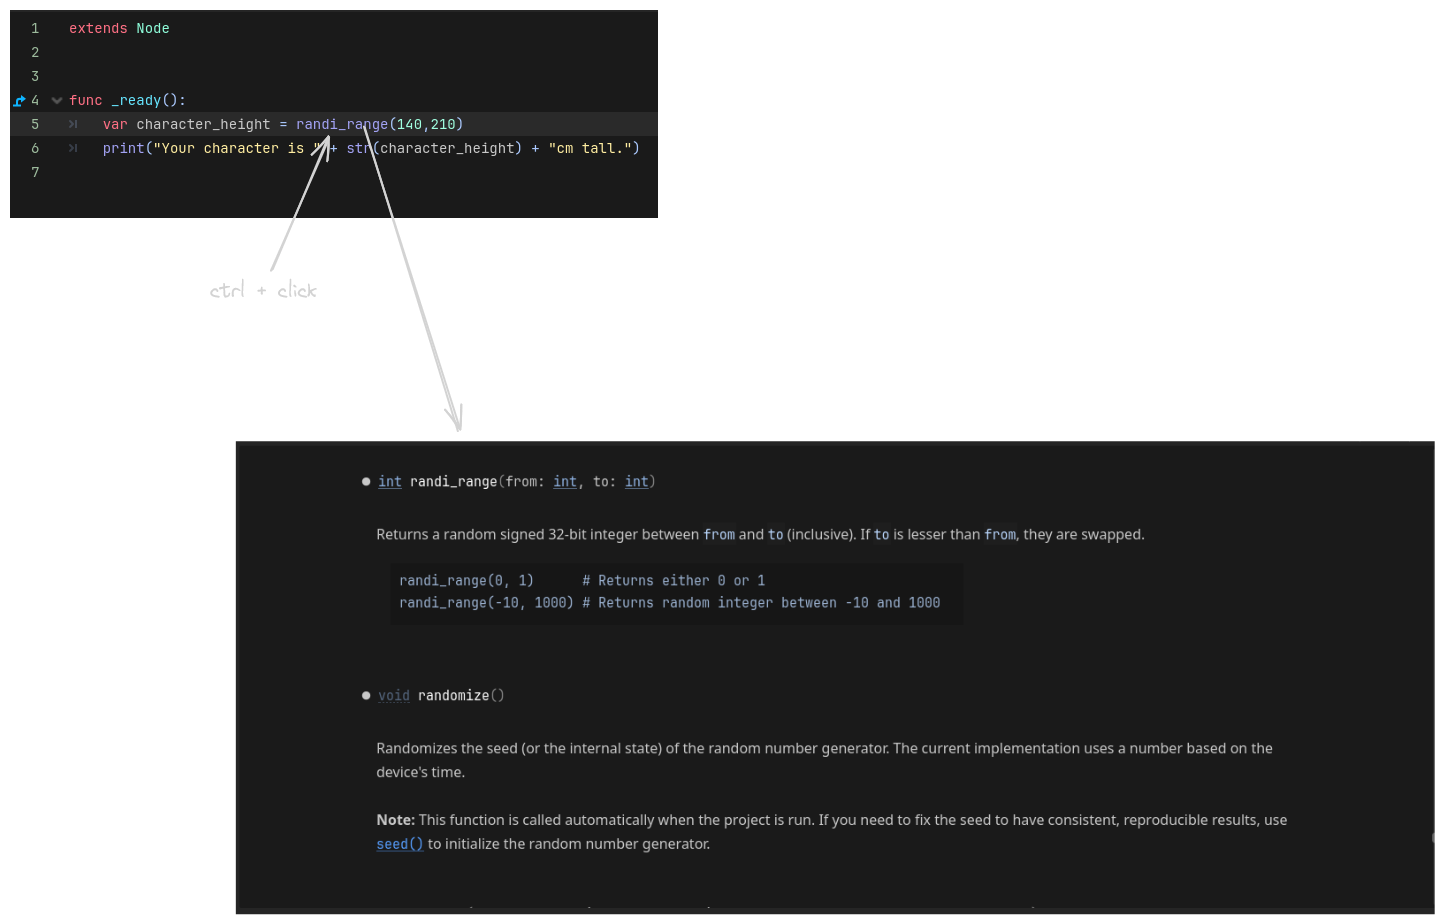 1 extends Node
2
3
4 func _ready():
5 var character_height = randi_range(140,210)
6 print("Your character is " + str(character_height) + "cm tall.")
7
ctrl + click
int randi_range(from: int, to: int)
Returns a random signed 32-bit integer between from and to (inclusive). If to is lesser than from, they are swapped.
randi_range(0, 1) # Returns either 0 or 1
randi_range(-10, 1000) # Returns random integer between -10 and 1000
void randomize()
Randomizes the seed (or the internal state) of the random number generator. The current implementation uses a number based on the
device's time.
Note: This function is called automatically when the project is run. If you need to fix the seed to have consistent, reproducible results, use
seed() to initialize the random number generator.